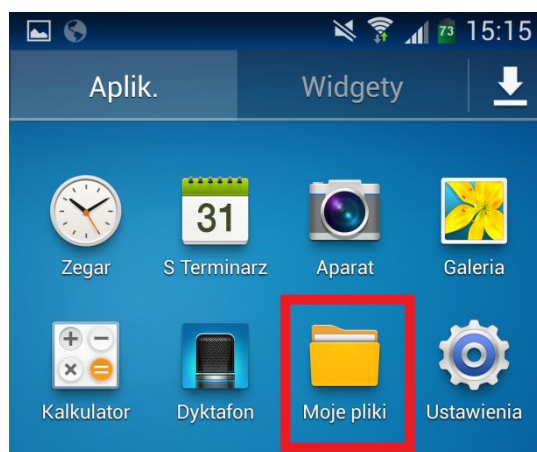 73 15:15
Aplik. Widgety
31
Zegar S Terminarz Aparat Galeria
Kalkulator Dyktafon Moje pliki Ustawienia